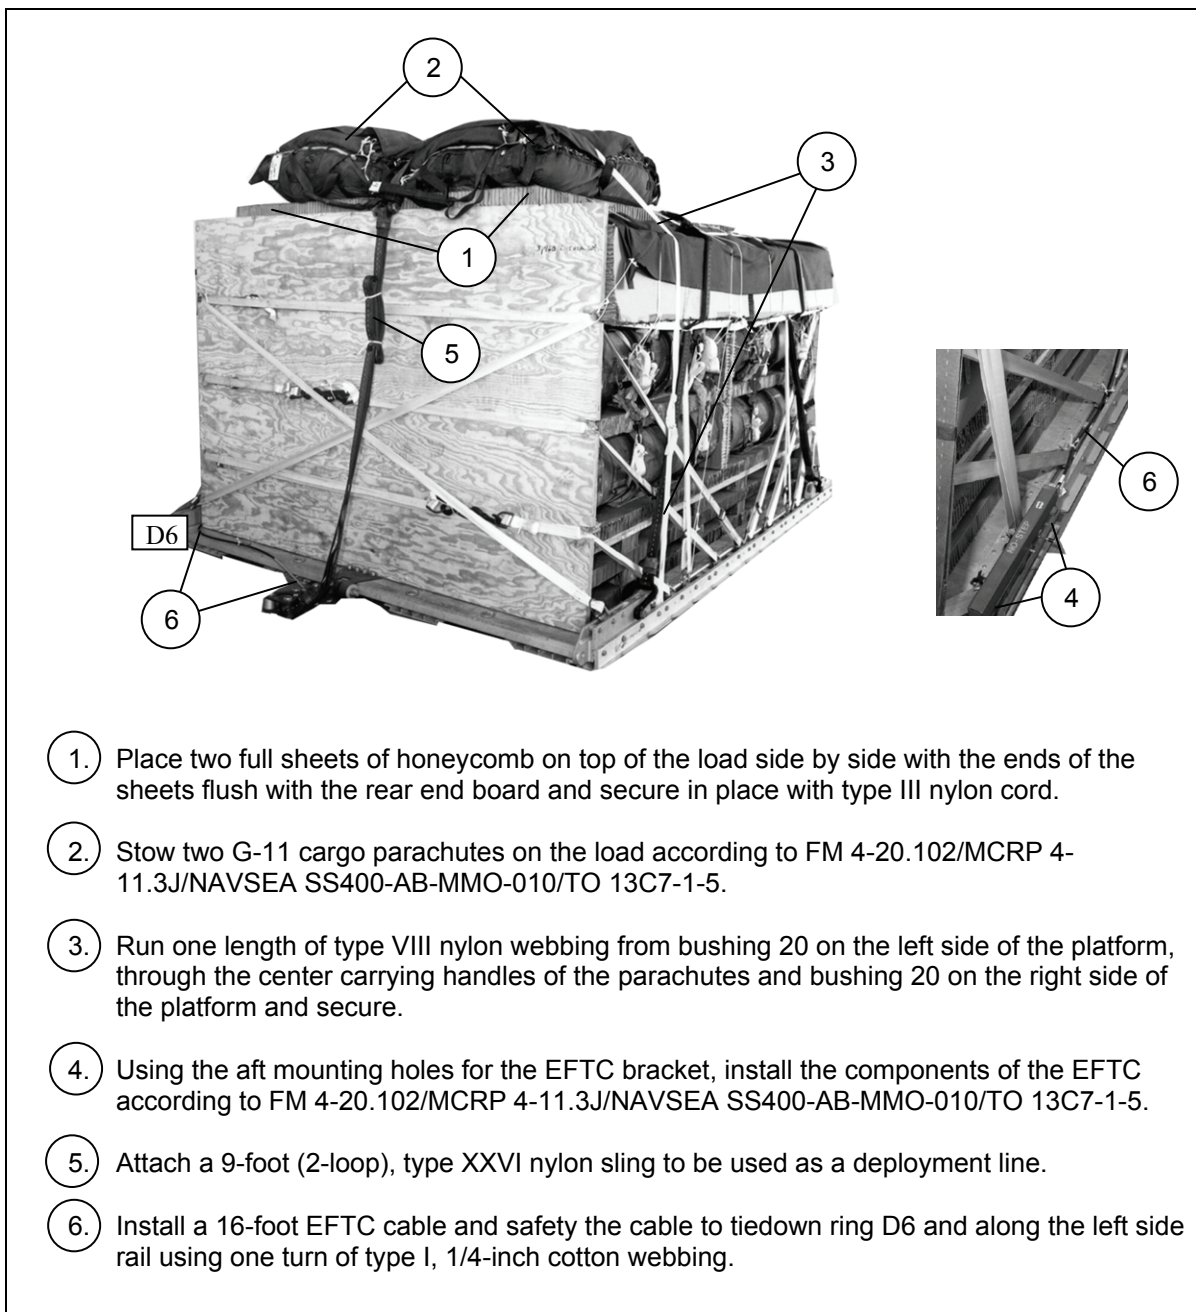 2
3
1
5
6
D6
4
6
1. Place two full sheets of honeycomb on top of the load side by side with the ends of the
sheets flush with the rear end board and secure in place with type III nylon cord.
2. Stow two G-11 cargo parachutes on the load according to FM 4-20.102/MCRP 4-
11.3J/NAVSEA SS400-AB-MMO-010/TO 13C7-1-5.
3. Run one length of type VIII nylon webbing from bushing 20 on the left side of the platform,
through the center carrying handles of the parachutes and bushing 20 on the right side of
the platform and secure.
4. Using the aft mounting holes for the EFTC bracket, install the components of the EFTC
according to FM 4-20.102/MCRP 4-11.3J/NAVSEA SS400-AB-MMO-010/TO 13C7-1-5.
5. Attach a 9-foot (2-loop), type XXVI nylon sling to be used as a deployment line.
6. Install a 16-foot EFTC cable and safety the cable to tiedown ring D6 and along the left side
rail using one turn of type I, 1/4-inch cotton webbing.